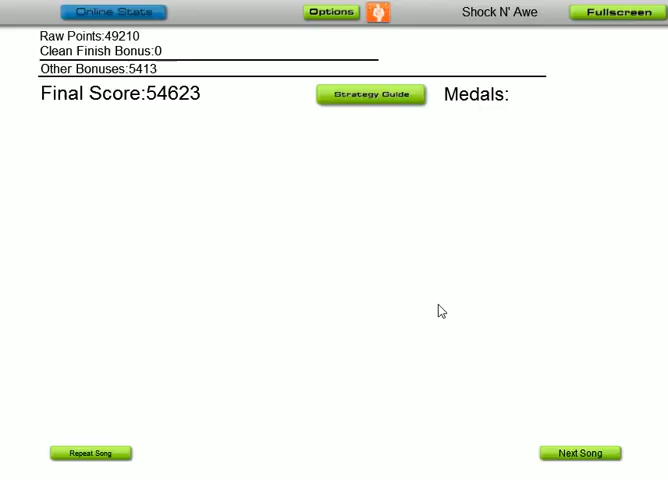 Online Stats Options Shock N' Awe Fullscreen
Raw Points:49210
Clean Finish Bonus:0
Other Bonuses:5413
Final Score:54623 Strategy Guide Medals:
Repeat Song Next Song